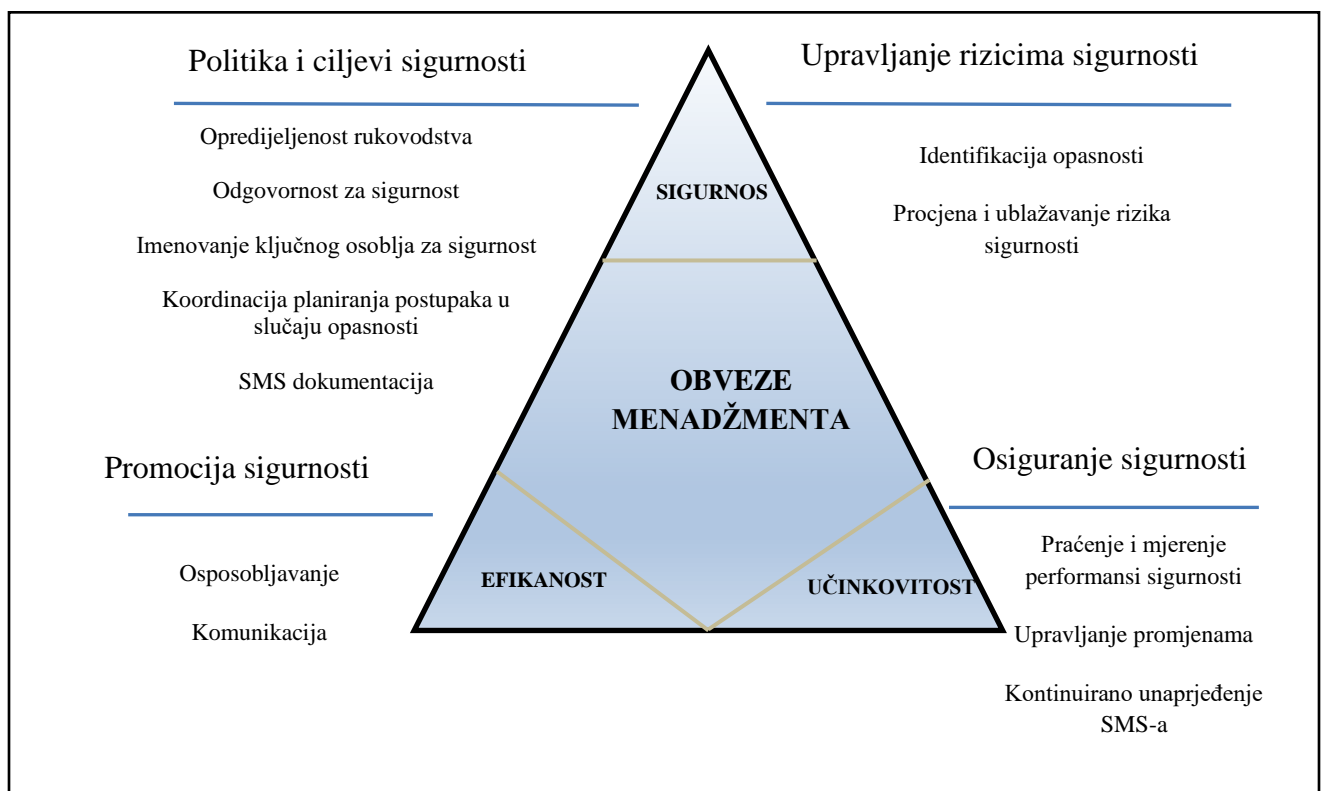 Politika i ciljevi sigurnosti
Opredijeljenost rukovodstva
Odgovornost za sigurnost
Imenovanje ključnog osoblja za sigurnost
Koordinacija planiranja postupaka u
slučaju opasnosti
SMS dokumentacija
Upravljanje rizicima sigurnosti
Identifikacija opasnosti
Procjena i ublažavanje rizika
sigurnosti
SIGURNOS
OBVEZE
MENADŽMENTA
EFIKANOST
UČINKOVITOST
Promocija sigurnosti
Osposobljavanje
Komunikacija
Osiguranje sigurnosti
Praćenje i mjerenje
performansi sigurnosti
Upravljanje promjenama
Kontinuirano unaprjeđenje
SMS-a